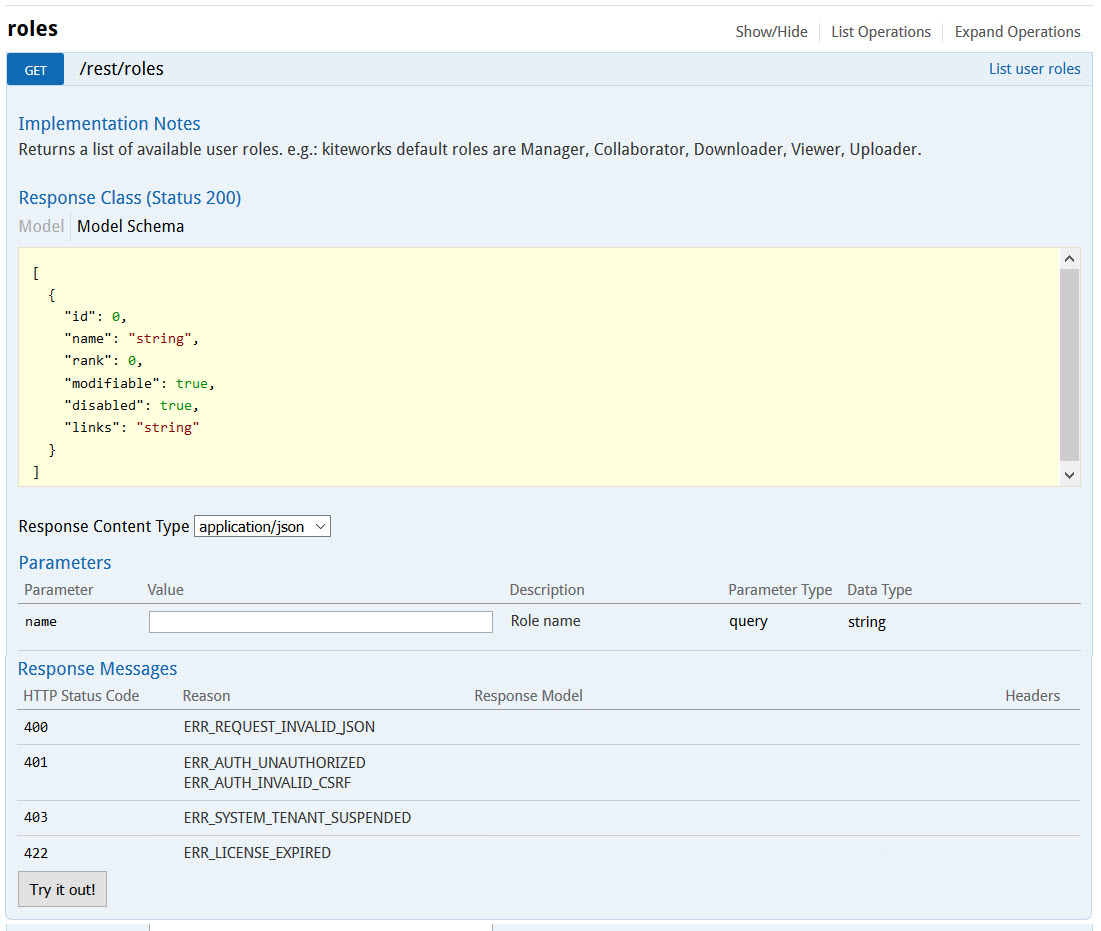 roles
Show/Hide List Operations Expand Operations
GET /rest/roles List user roles
Implementation Notes
Returns a list of available user roles. e.g.: kiteworks default roles are Manager, Collaborator, Downloader, Viewer, Uploader.
Response Class (Status 200)
Model Model Schema
[
{
"id": 0,
"name": "string",
"rank": 0,
"modifiable": true,
"disabled": true,
"links": "string"
}
]
Response Content Type application/json
Parameters
Parameter Value Description Parameter Type Data Type
name Role name query string
Response Messages
HTTP Status Code Reason Response Model Headers
400 ERR_REQUEST_INVALID_JSON
401 ERR_AUTH_UNAUTHORIZED
ERR_AUTH_INVALID_CSRF
403 ERR_SYSTEM_TENANT_SUSPENDED
422 ERR_LICENSE_EXPIRED
Try it out!